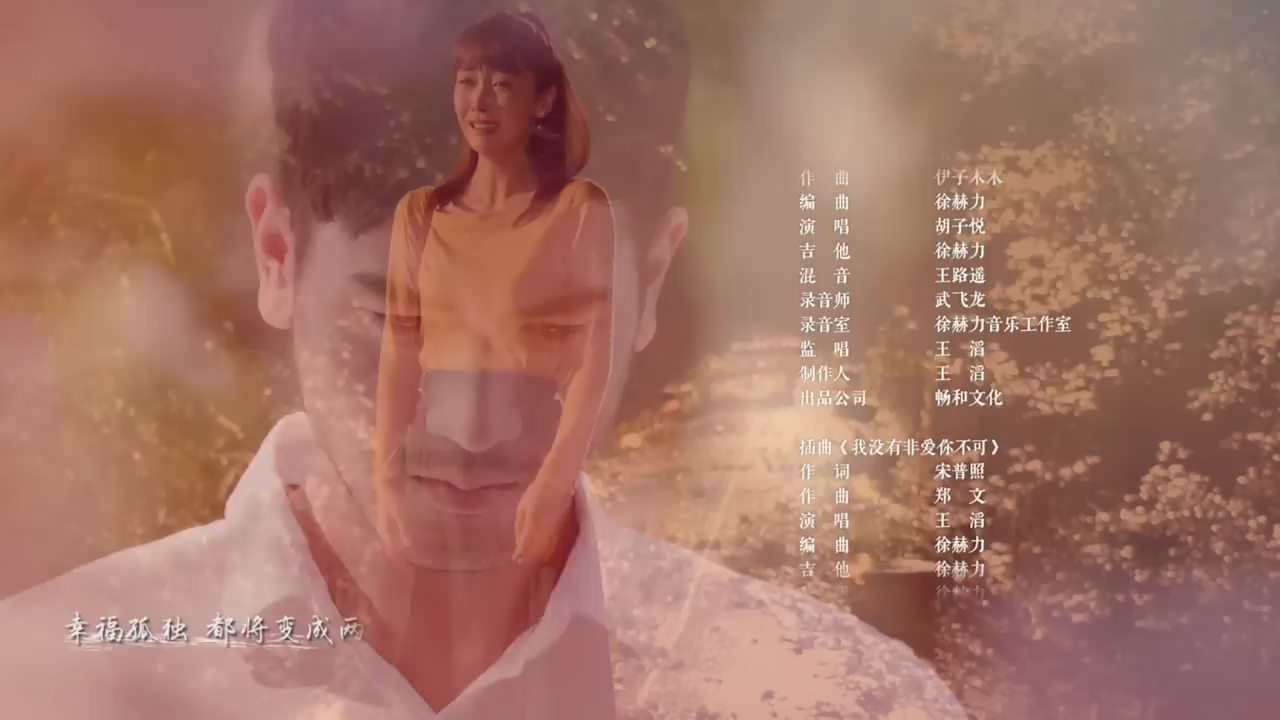 作 曲 伊子木木
编 曲 徐赫力
演 唱 胡子悦
吉 他 徐赫力
混 音 王路遥
录音师 武飞龙
录音室 徐赫力音乐工作室
监 唱 王 滔
制作人 王 滔
出品公司 畅和文化
插曲《我没有非爱你不可》
作 词 宋普照
作 曲 郑 文
演 唱 王 滔
编 曲 徐赫力
吉 他 徐赫力
幸福孤独 都将变成两